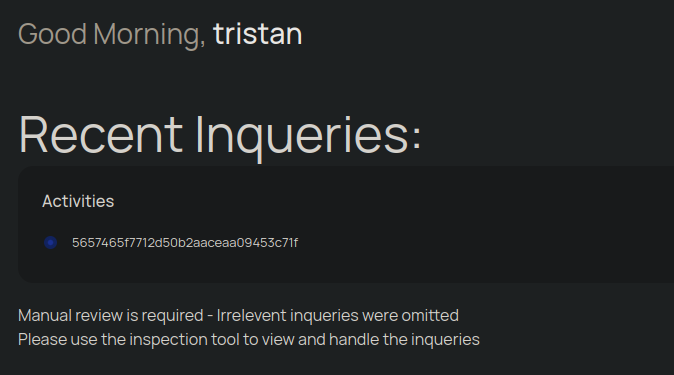 Good Morning, tristan
Recent Inqueries:
Activities
5657465f7712d50b2aaceaa09453c71f
Manual review is required - Irrelevent inqueries were omitted
Please use the inspection tool to view and handle the inqueries